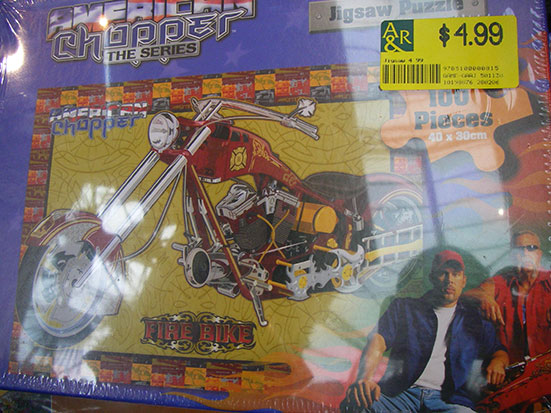 AMERICAN
Chopper
THE SERIES
Jigsaw Puzzle
A&R
$4.99
Jigsaw 4.99
100
Pieces
40 x 30cm
AMERICAN
Chopper
FIRE BIKE